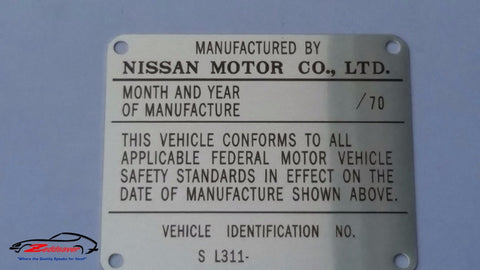 MANUFACTURED BY
NISSAN MOTOR CO., LTD.
MONTH AND YEAR
OF MANUFACTURE /70
THIS VEHICLE CONFORMS TO ALL
APPLICABLE FEDERAL MOTOR VEHICLE
SAFETY STANDARDS IN EFFECT ON THE
DATE OF MANUFACTURE SHOWN ABOVE.
VEHICLE IDENTIFICATION NO.
S L311-
Zeddsaver
"Where the Quality Speaks for Itself"